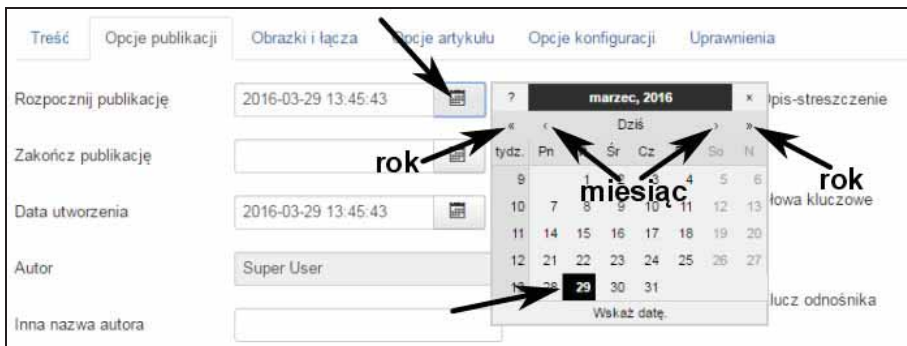 Treść Opcje publikacji Obrazki i łącza Opcje artykułu Opcje konfiguracji Uprawnienia
Rozpocznij publikację 2016-03-29 13:45:43
? marzec, 2016 x
Opis-streszczenie
« ‹ Dziś › »
rok miesiąc rok
Zakończ publikację
tydz. Pn Śr Cz So N
9 1 2 3 4 5 6
słowa kluczowe
Data utworzenia 2016-03-29 13:45:43
10 7 8 9 10 11 12 13
11 14 15 16 17 18 19 20
Autor Super User
12 21 22 23 24 25 26 27
13 28 29 30 31
klucz odnośnika
Wskaż datę.
Inna nazwa autora